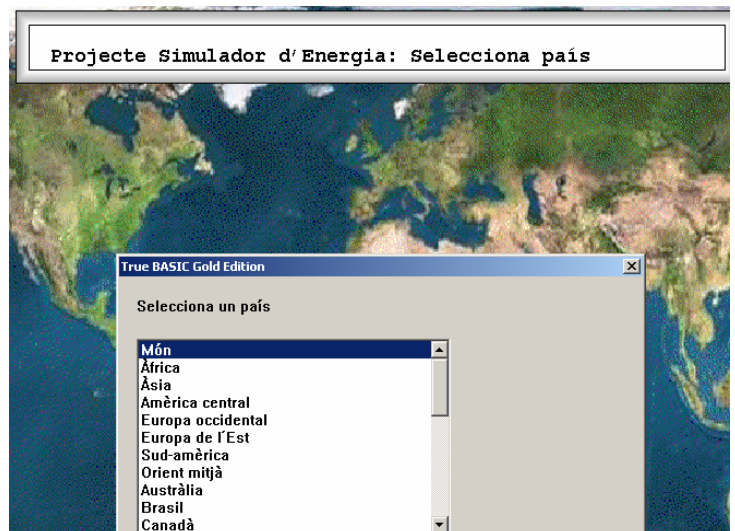 Projecte Simulador d'Energia: Selecciona país
True BASIC Gold Edition
Selecciona un país
Món
Àfrica
Àsia
Amèrica central
Europa occidental
Europa de l´Est
Sud-amèrica
Orient mitjà
Austràlia
Brasil
Canadà